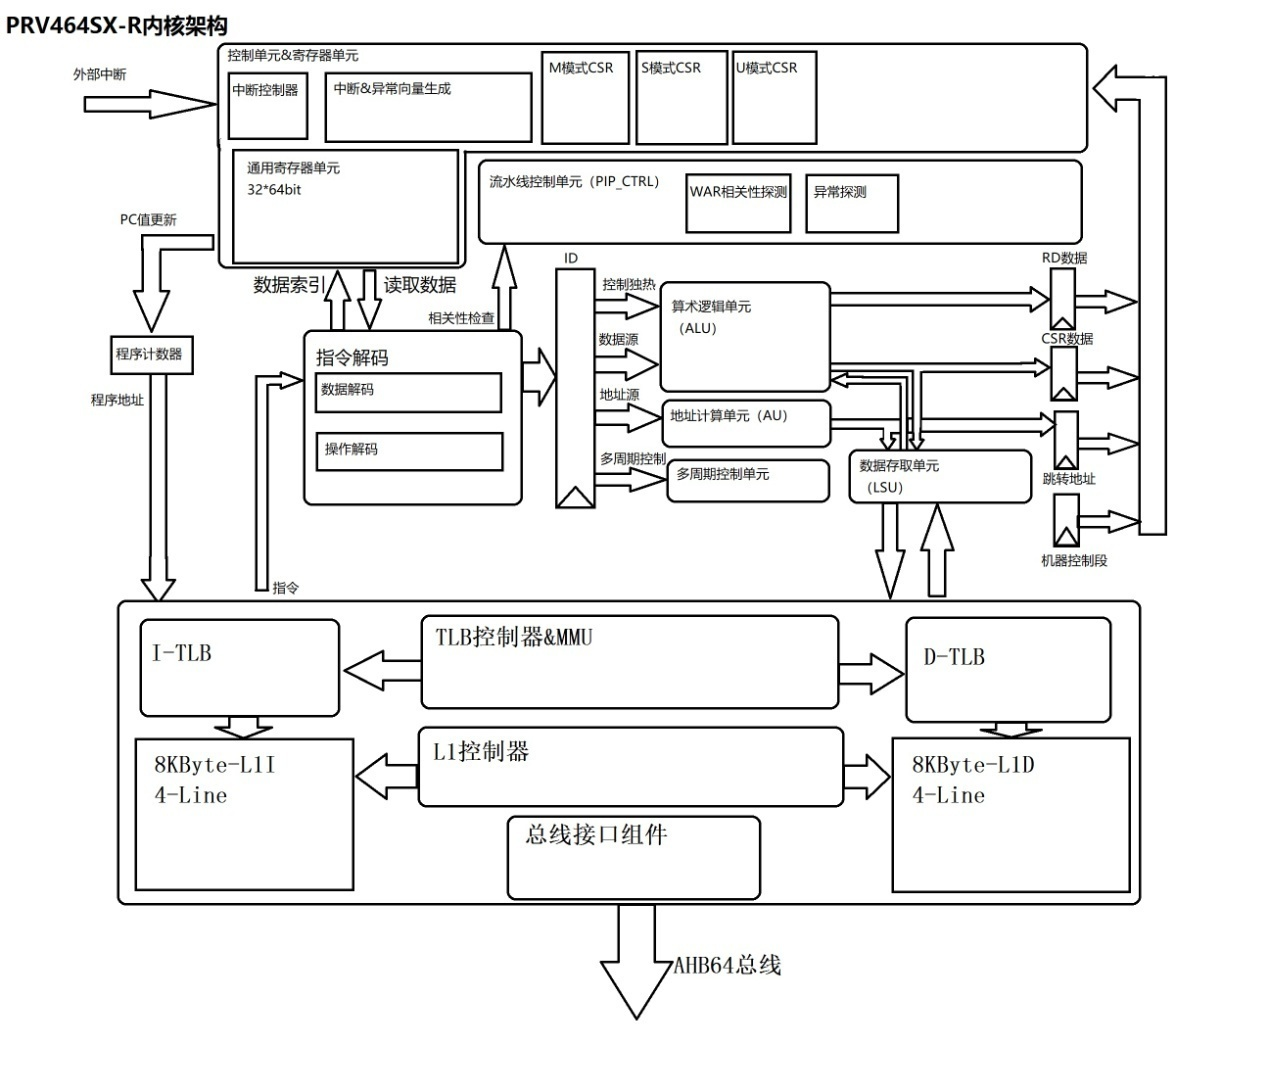 PRV464SX-R内核架构
控制单元&寄存器单元
外部中断
中断控制器
中断&异常向量生成
M模式CSR
S模式CSR
U模式CSR
通用寄存器单元
32*64bit
流水线控制单元（PIP_CTRL）
WAR相关性探测
异常探测
PC值更新
数据索引
读取数据
相关性检查
ID
RD数据
控制独热
算术逻辑单元
（ALU）
数据源
CSR数据
程序计数器
指令解码
数据解码
操作解码
程序地址
地址源
地址计算单元（AU）
多周期控制
多周期控制单元
数据存取单元
（LSU）
跳转地址
机器控制段
指令
I-TLB
TLB控制器&MMU
D-TLB
8KByte-L1I
4-Line
L1控制器
8KByte-L1D
4-Line
总线接口组件
AHB64总线